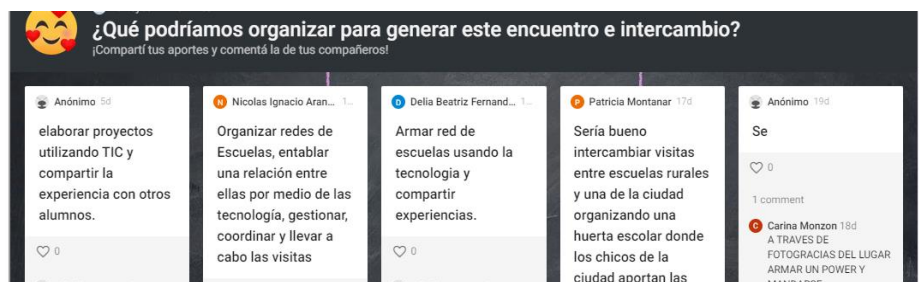 ¿Qué podríamos organizar para generar este encuentro e intercambio?
¡Compartí tus aportes y comentá la de tus compañeros!
Anónimo 5d
elaborar proyectos
utilizando TIC y
compartir la
experiencia con otros
alumnos.
0
Nicolas Ignacio Aran... 1...
Organizar redes de
Escuelas, entablar
una relación entre
ellas por medio de las
tecnología, gestionar,
coordinar y llevar a
cabo las visitas
Delia Beatriz Fernand... 1...
Armar red de
escuelas usando la
tecnologia y
compartir
experiencias.
0
Patricia Montanar 17d
Sería bueno
intercambiar visitas
entre escuelas rurales
y una de la ciudad
organizando una
huerta escolar donde
los chicos de la
ciudad aportan las
Anónimo 19d
Se
0
1 comment
Carina Monzon 18d
A TRAVES DE
FOTOGRACIAS DEL LUGAR
ARMAR UN POWER Y